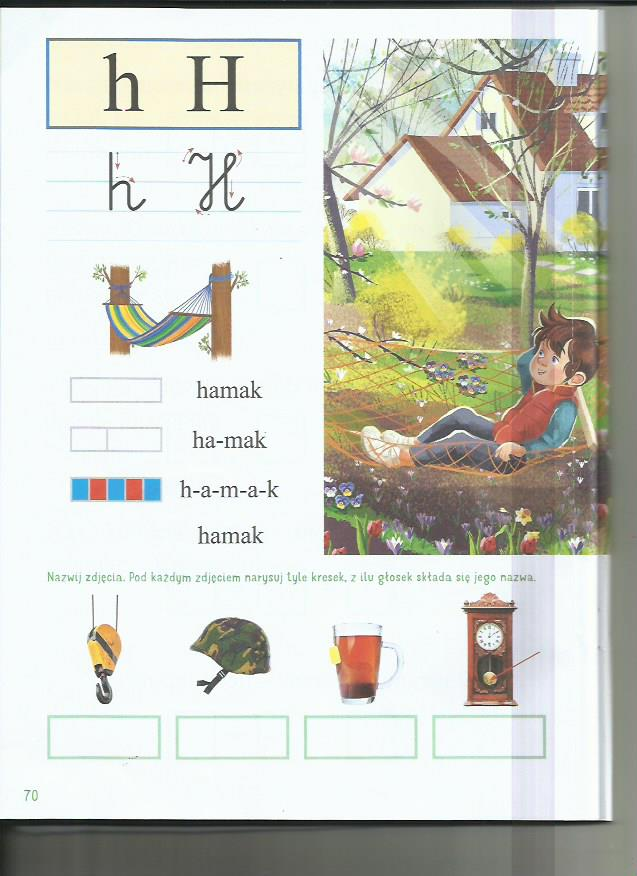 h H
h H
hamak
ha-mak
h-a-m-a-k
hamak
Nazwij zdjęcia. Pod każdym zdjęciem narysuj tyle kresek, z ilu głosek składa się jego nazwa.
70